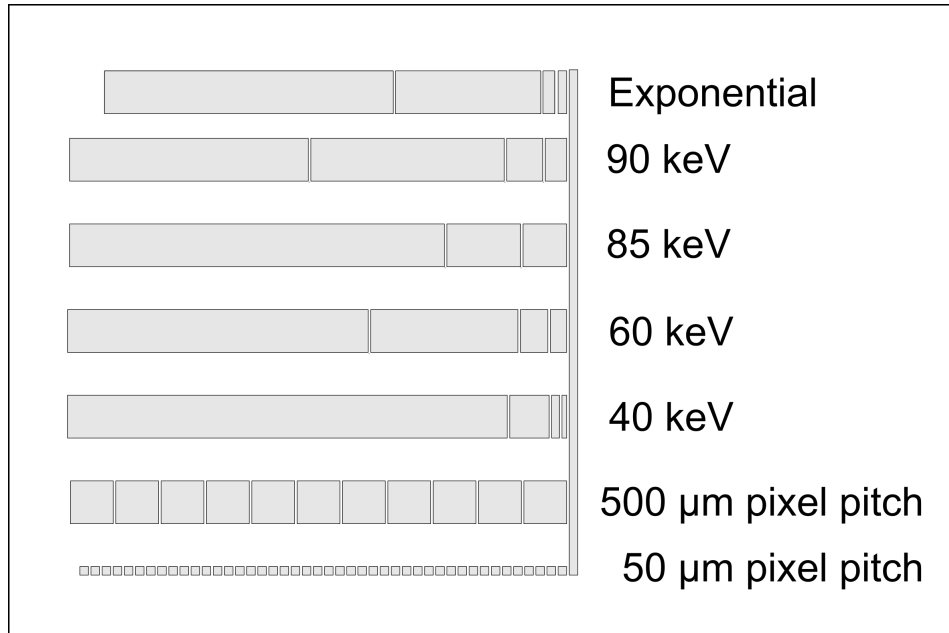 Exponential
90 keV
85 keV
60 keV
40 keV
500 µm pixel pitch
50 µm pixel pitch